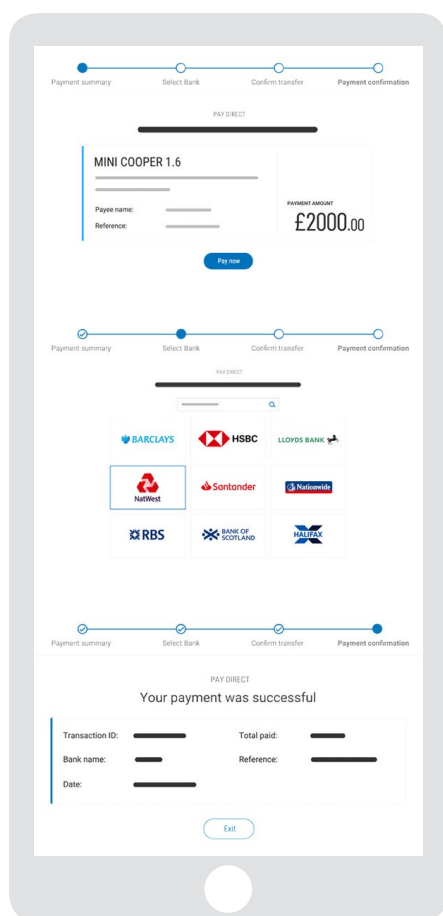 Payment summary Select Bank Confirm transfer Payment confirmation
PAY DIRECT
MINI COOPER 1.6
Payee name:
Reference:
PAYMENT AMOUNT
£2000.00
Pay now
Payment summary Select Bank Confirm transfer Payment confirmation
PAY DIRECT
BARCLAYS HSBC LLOYDS BANK
NatWest Santander Nationwide
RBS BANK OF SCOTLAND HALIFAX
Payment summary Select Bank Confirm transfer Payment confirmation
PAY DIRECT
Your payment was successful
Transaction ID: Total paid:
Bank name: Reference:
Date:
Exit